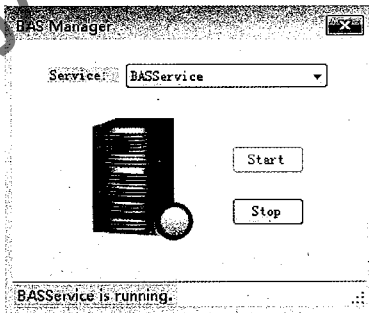 BAS Manager
Service: BASService
Start
Stop
BASService is running.